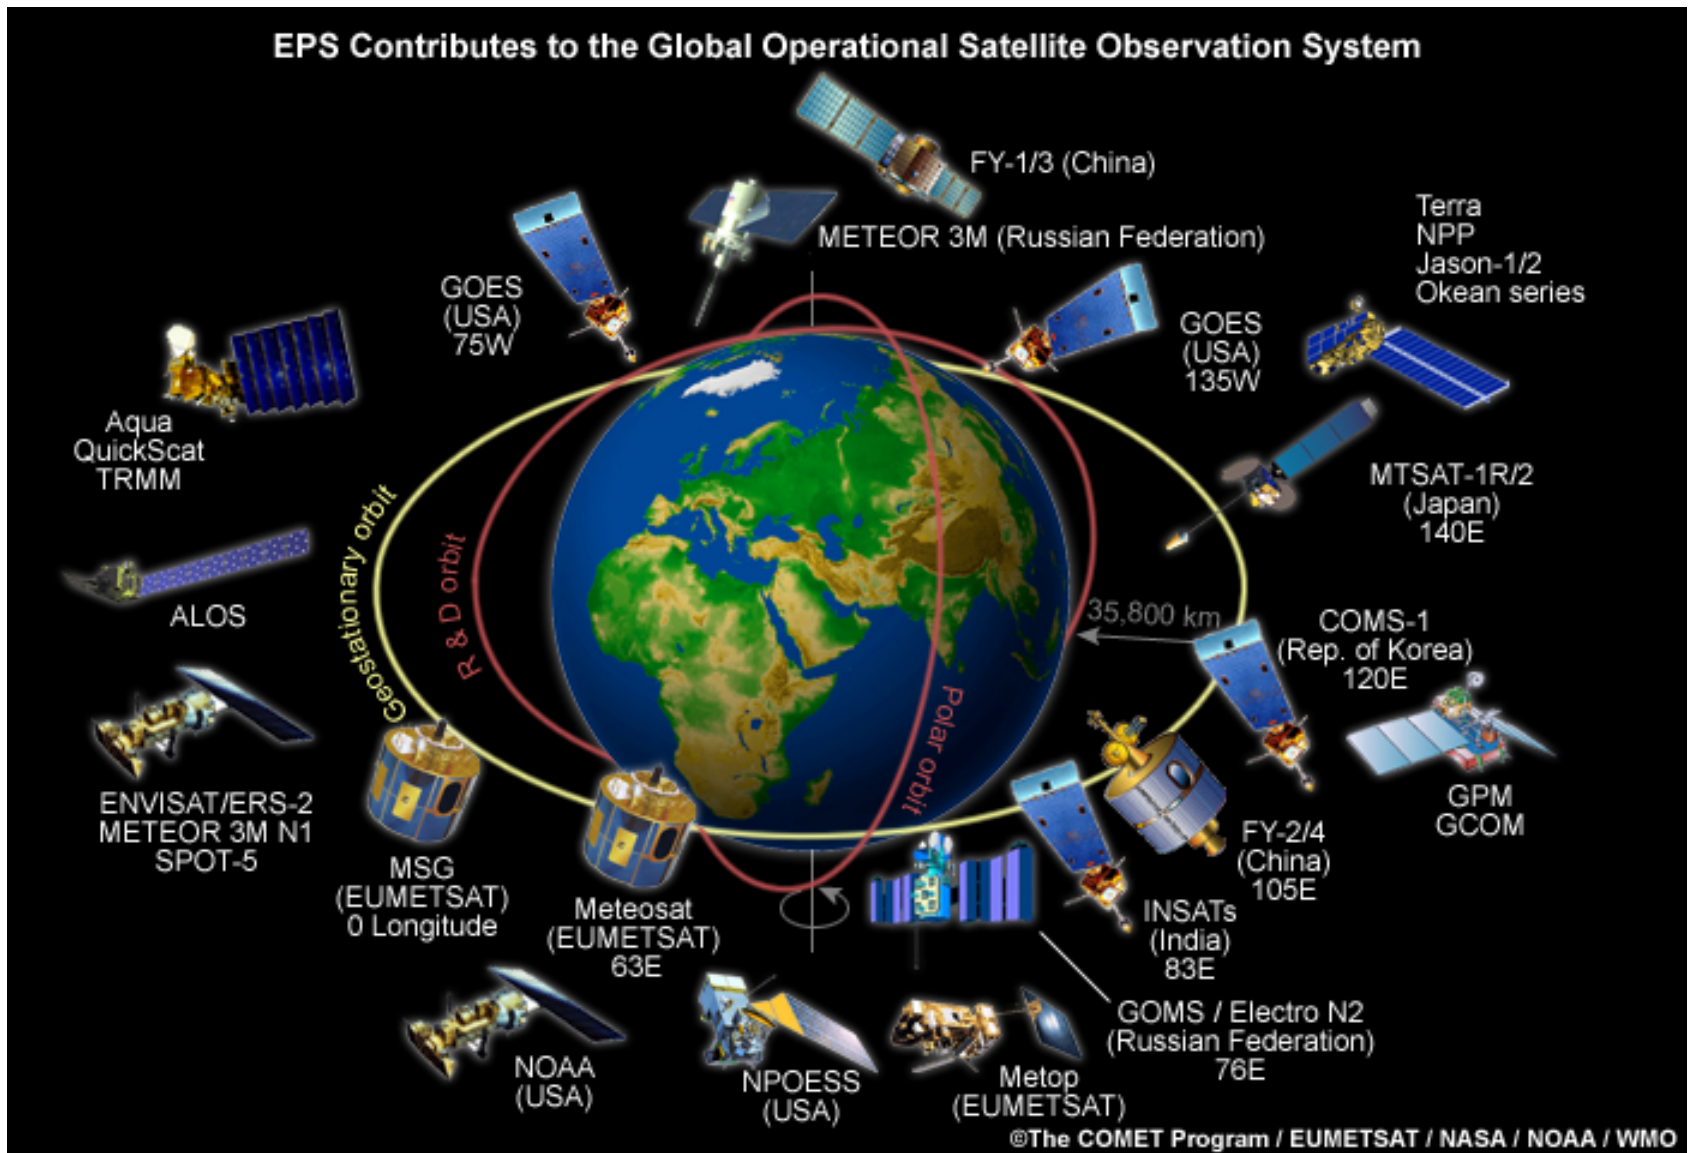 EPS Contributes to the Global Operational Satellite Observation System
FY-1/3 (China)
METEOR 3M (Russian Federation)
GOES
(USA)
75W
GOES
(USA)
135W
Terra
NPP
Jason-1/2
Okean series
Aqua
QuickScat
TRMM
MTSAT-1R/2
(Japan)
140E
Geostationary orbit
R & D orbit
Polar orbit
35,800 km
ALOS
COMS-1
(Rep. of Korea)
120E
GPM
GCOM
ENVISAT/ERS-2
METEOR 3M N1
SPOT-5
MSG
(EUMETSAT)
0 Longitude
Meteosat
(EUMETSAT)
63E
FY-2/4
(China)
105E
INSATs
(India)
83E
GOMS / Electro N2
(Russian Federation)
76E
NOAA
(USA)
NPOESS
(USA)
Metop
(EUMETSAT)
©The COMET Program / EUMETSAT / NASA / NOAA / WMO